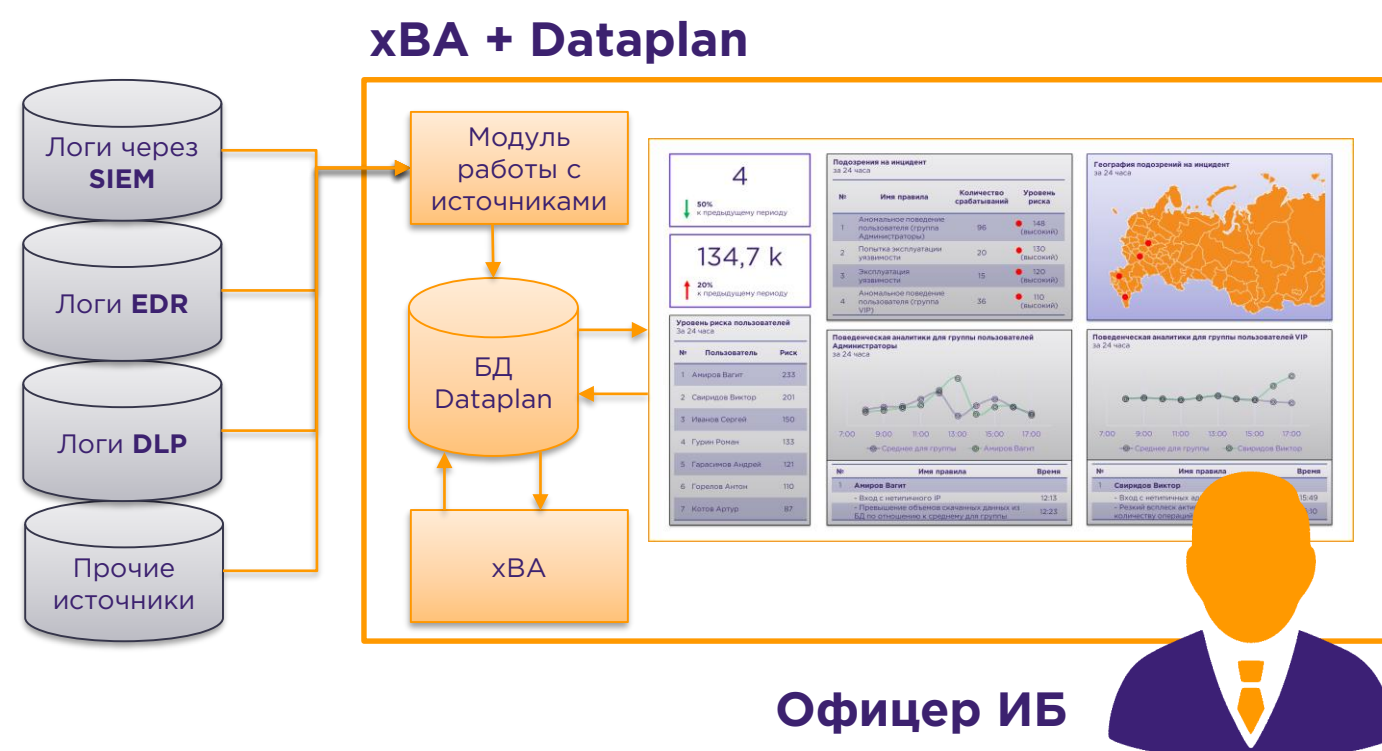 xBA + Dataplan
Логи через
SIEM
Логи EDR
Логи DLP
Прочие
источники
Модуль
работы с
источниками
БД
Dataplan
xBA
4
50%
к предыдущему периоду
134,7 k
20%
к предыдущему периоду
Уровень риска пользователей
За 24 часа
№ Пользователь Риск
1 Амиров Вагит 233
2 Свиридов Виктор 201
3 Иванов Сергей 150
4 Гурин Роман 133
5 Гарасимов Андрей 121
6 Горелов Антон 110
7 Котов Артур 87
Подозрения на инцидент
за 24 часа
№ Имя правила Количество срабатываний Уровень риска
1 Аномальное поведение пользователя (группа Администраторы) 96 148 (высокий)
2 Попытка эксплуатации уязвимости 20 130 (высокий)
3 Эксплуатация уязвимости 15 120 (высокий)
4 Аномальное поведение пользователя (группа VIP) 36 110 (высокий)
География подозрений на инцидент
за 24 часа
Поведенческая аналитики для группы пользователей
Администраторы
за 24 часа
7:00 9:00 11:00 13:00 15:00 17:00
Среднее для группы Амиров Вагит
№ Имя правила Время
1 Амиров Вагит
- Вход с нетипичного IP 12:13
- Превышение объемов скачанных данных из
БД по отношению к среднему для группы 12:23
Поведенческая аналитики для группы пользователей VIP
за 24 часа
7:00 9:00 11:00 13:00 15:00 17:00
Среднее для группы Свиридов Виктор
№ Имя правила Время
1 Свиридов Виктор
- Вход с нетипичных 15:49
- Резкий всплеск
количеству операций :10
Офицер ИБ